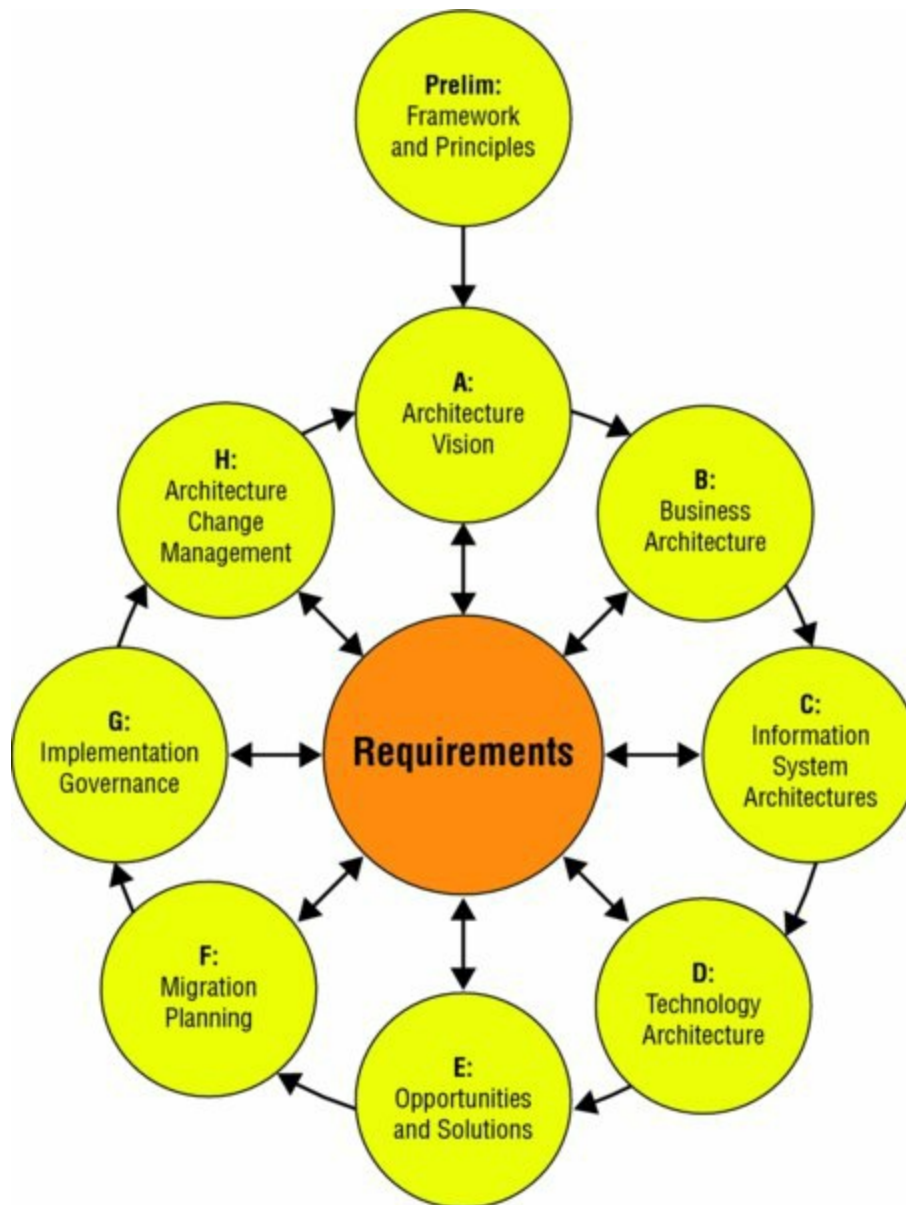 Prelim:
Framework
and Principles
A:
Architecture
Vision
H:
Architecture
Change
Management
B:
Business
Architecture
G:
Implementation
Governance
Requirements
C:
Information
System
Architectures
F:
Migration
Planning
D:
Technology
Architecture
E:
Opportunities
and Solutions